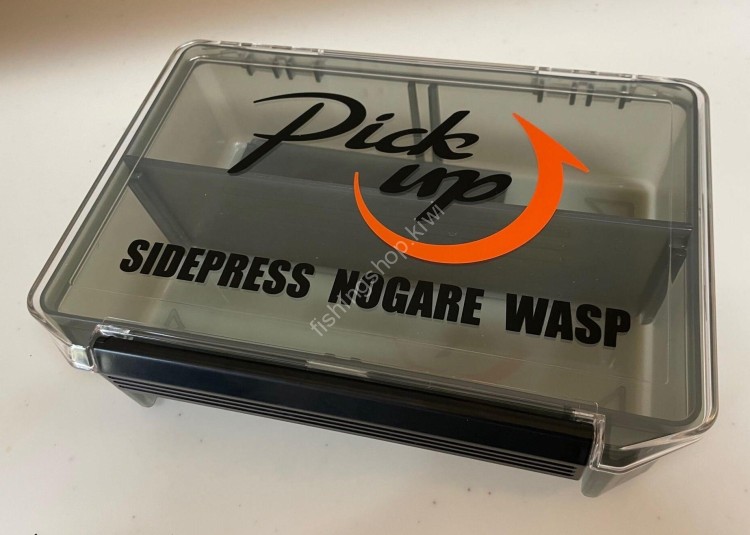 Pick
up
SIDEPRESS NOGARE WASP
fishingshop.kiwi